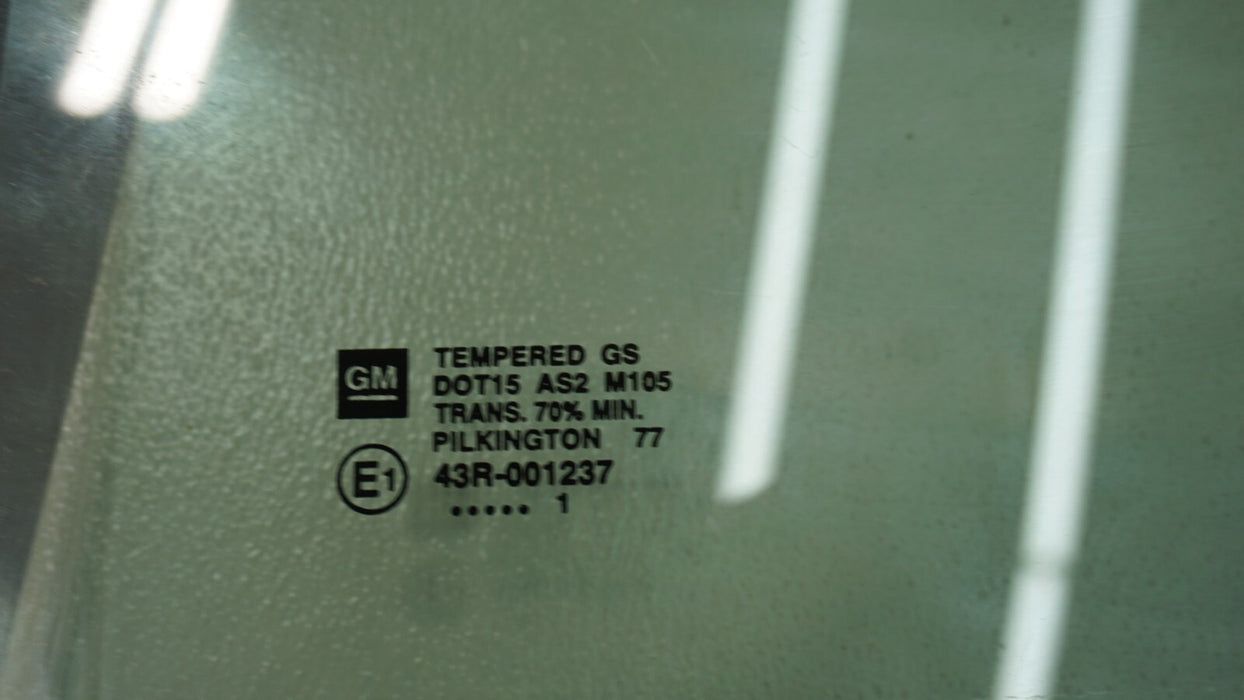 GM
TEMPERED GS
DOT15 AS2 M105
TRANS. 70% MIN.
PILKINGTON 77
E1
43R-001237
..... 1